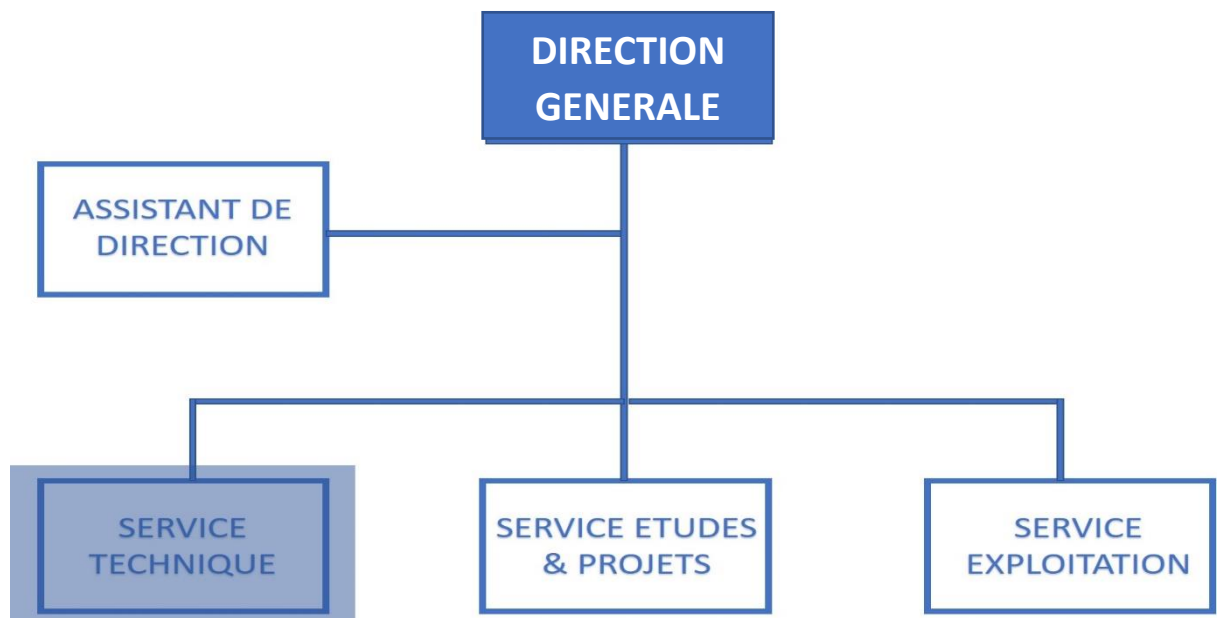 DIRECTION
GENERALE
ASSISTANT DE
DIRECTION
SERVICE
TECHNIQUE
SERVICE ETUDES
& PROJETS
SERVICE
EXPLOITATION